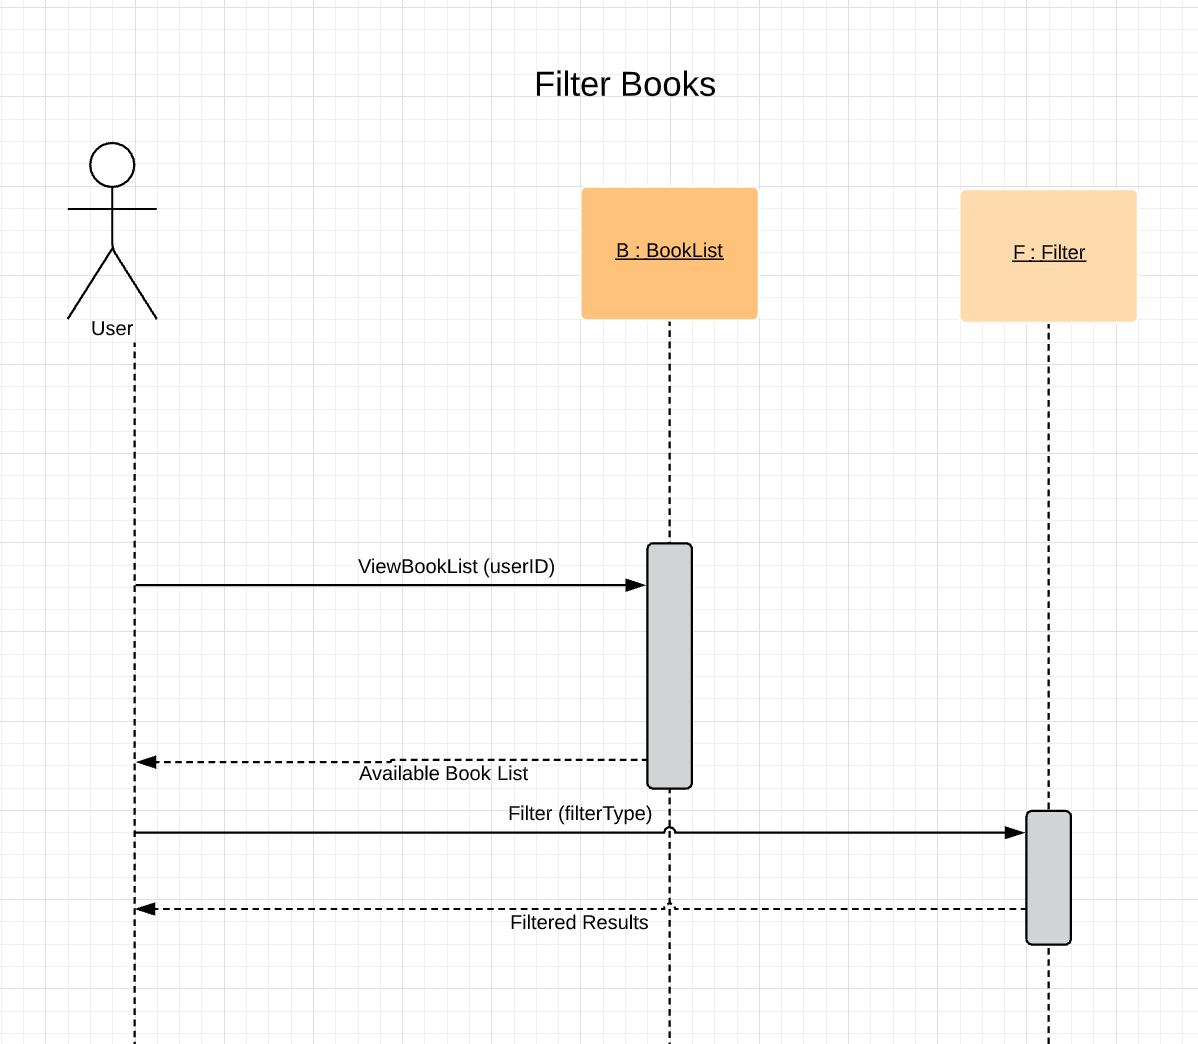 Filter Books
User
B : BookList
F : Filter
ViewBookList (userID)
Available Book List
Filter (filterType)
Filtered Results